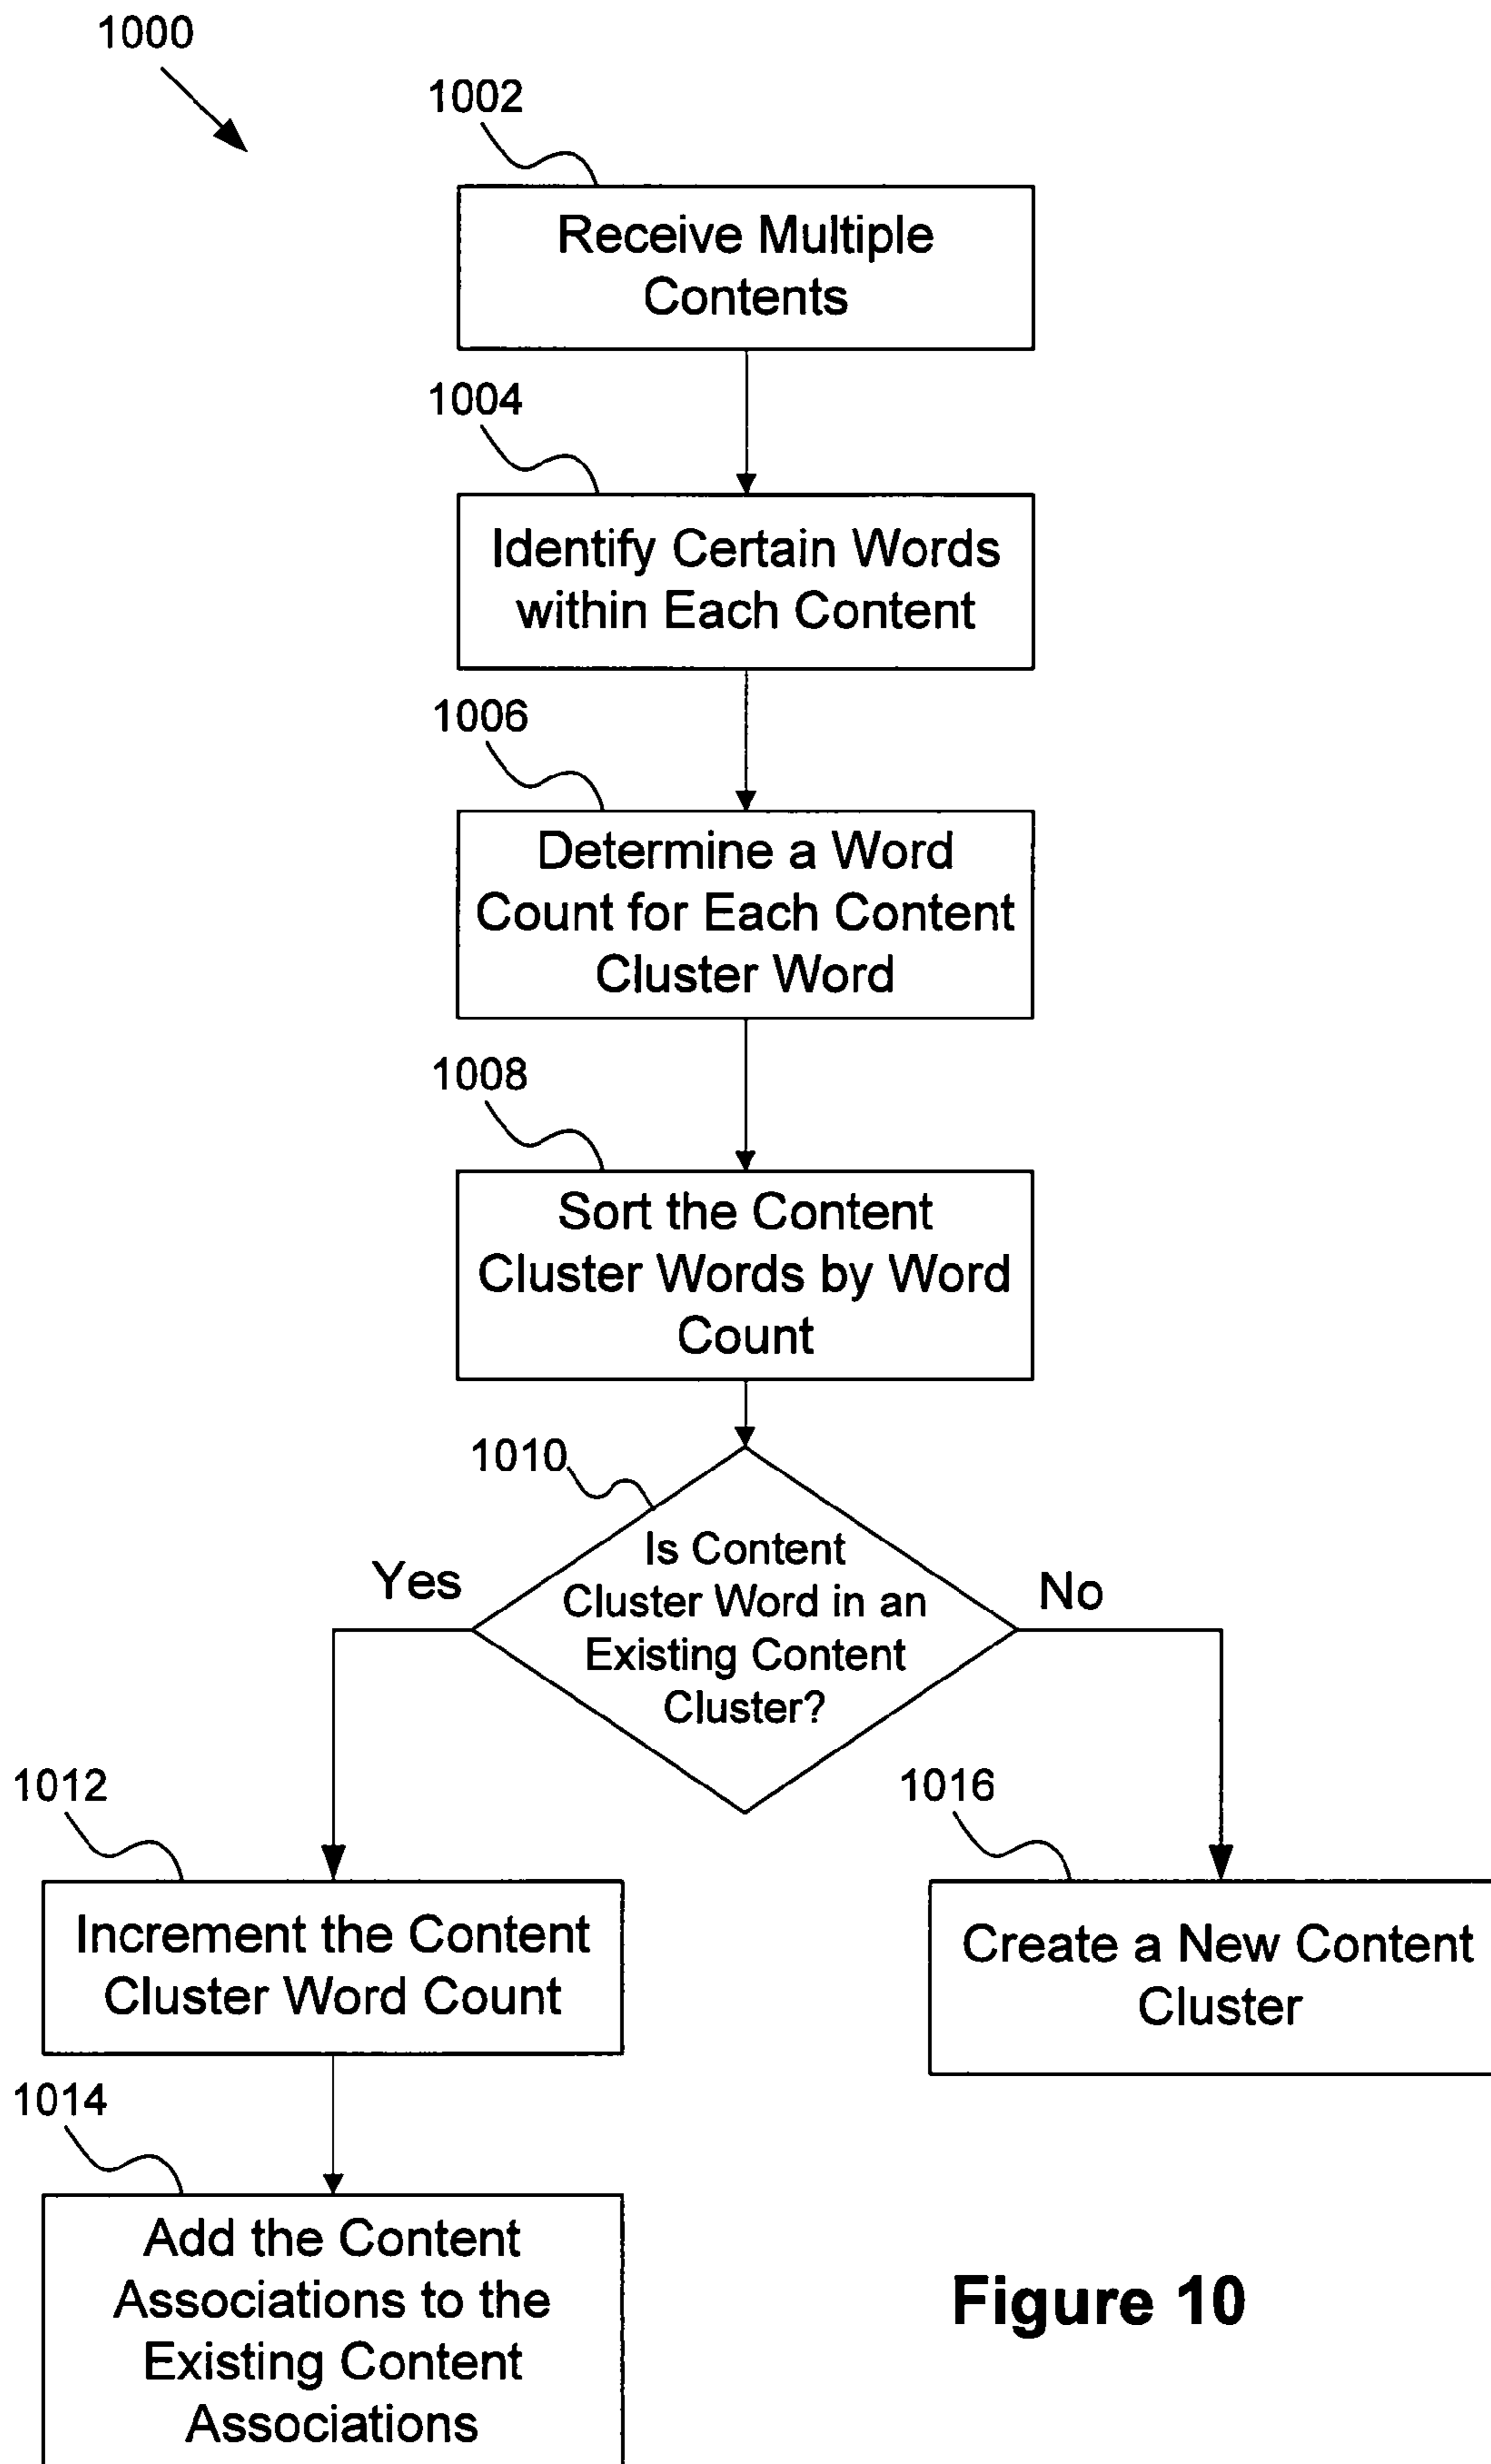 1000
1002
Receive Multiple
Contents
1004
Identify Certain Words
within Each Content
1006
Determine a Word
Count for Each Content
Cluster Word
1008
Sort the Content
Cluster Words by Word
Count
1010
Is Content
Cluster Word in an
Existing Content
Cluster?
Yes
No
1012
Increment the Content
Cluster Word Count
1016
Create a New Content
Cluster
1014
Add the Content
Associations to the
Existing Content
Associations
Figure 10